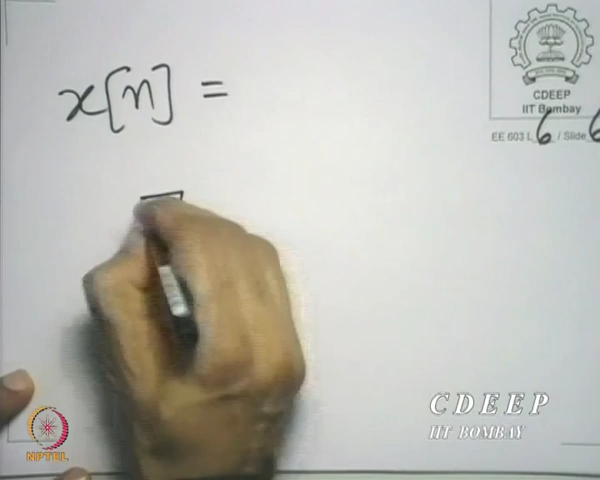 x[n] =
CDEEP
IIT Bombay
EE 603 L 6 / Slide 6
CDEEP
IIT BOMBAY
NPTEL